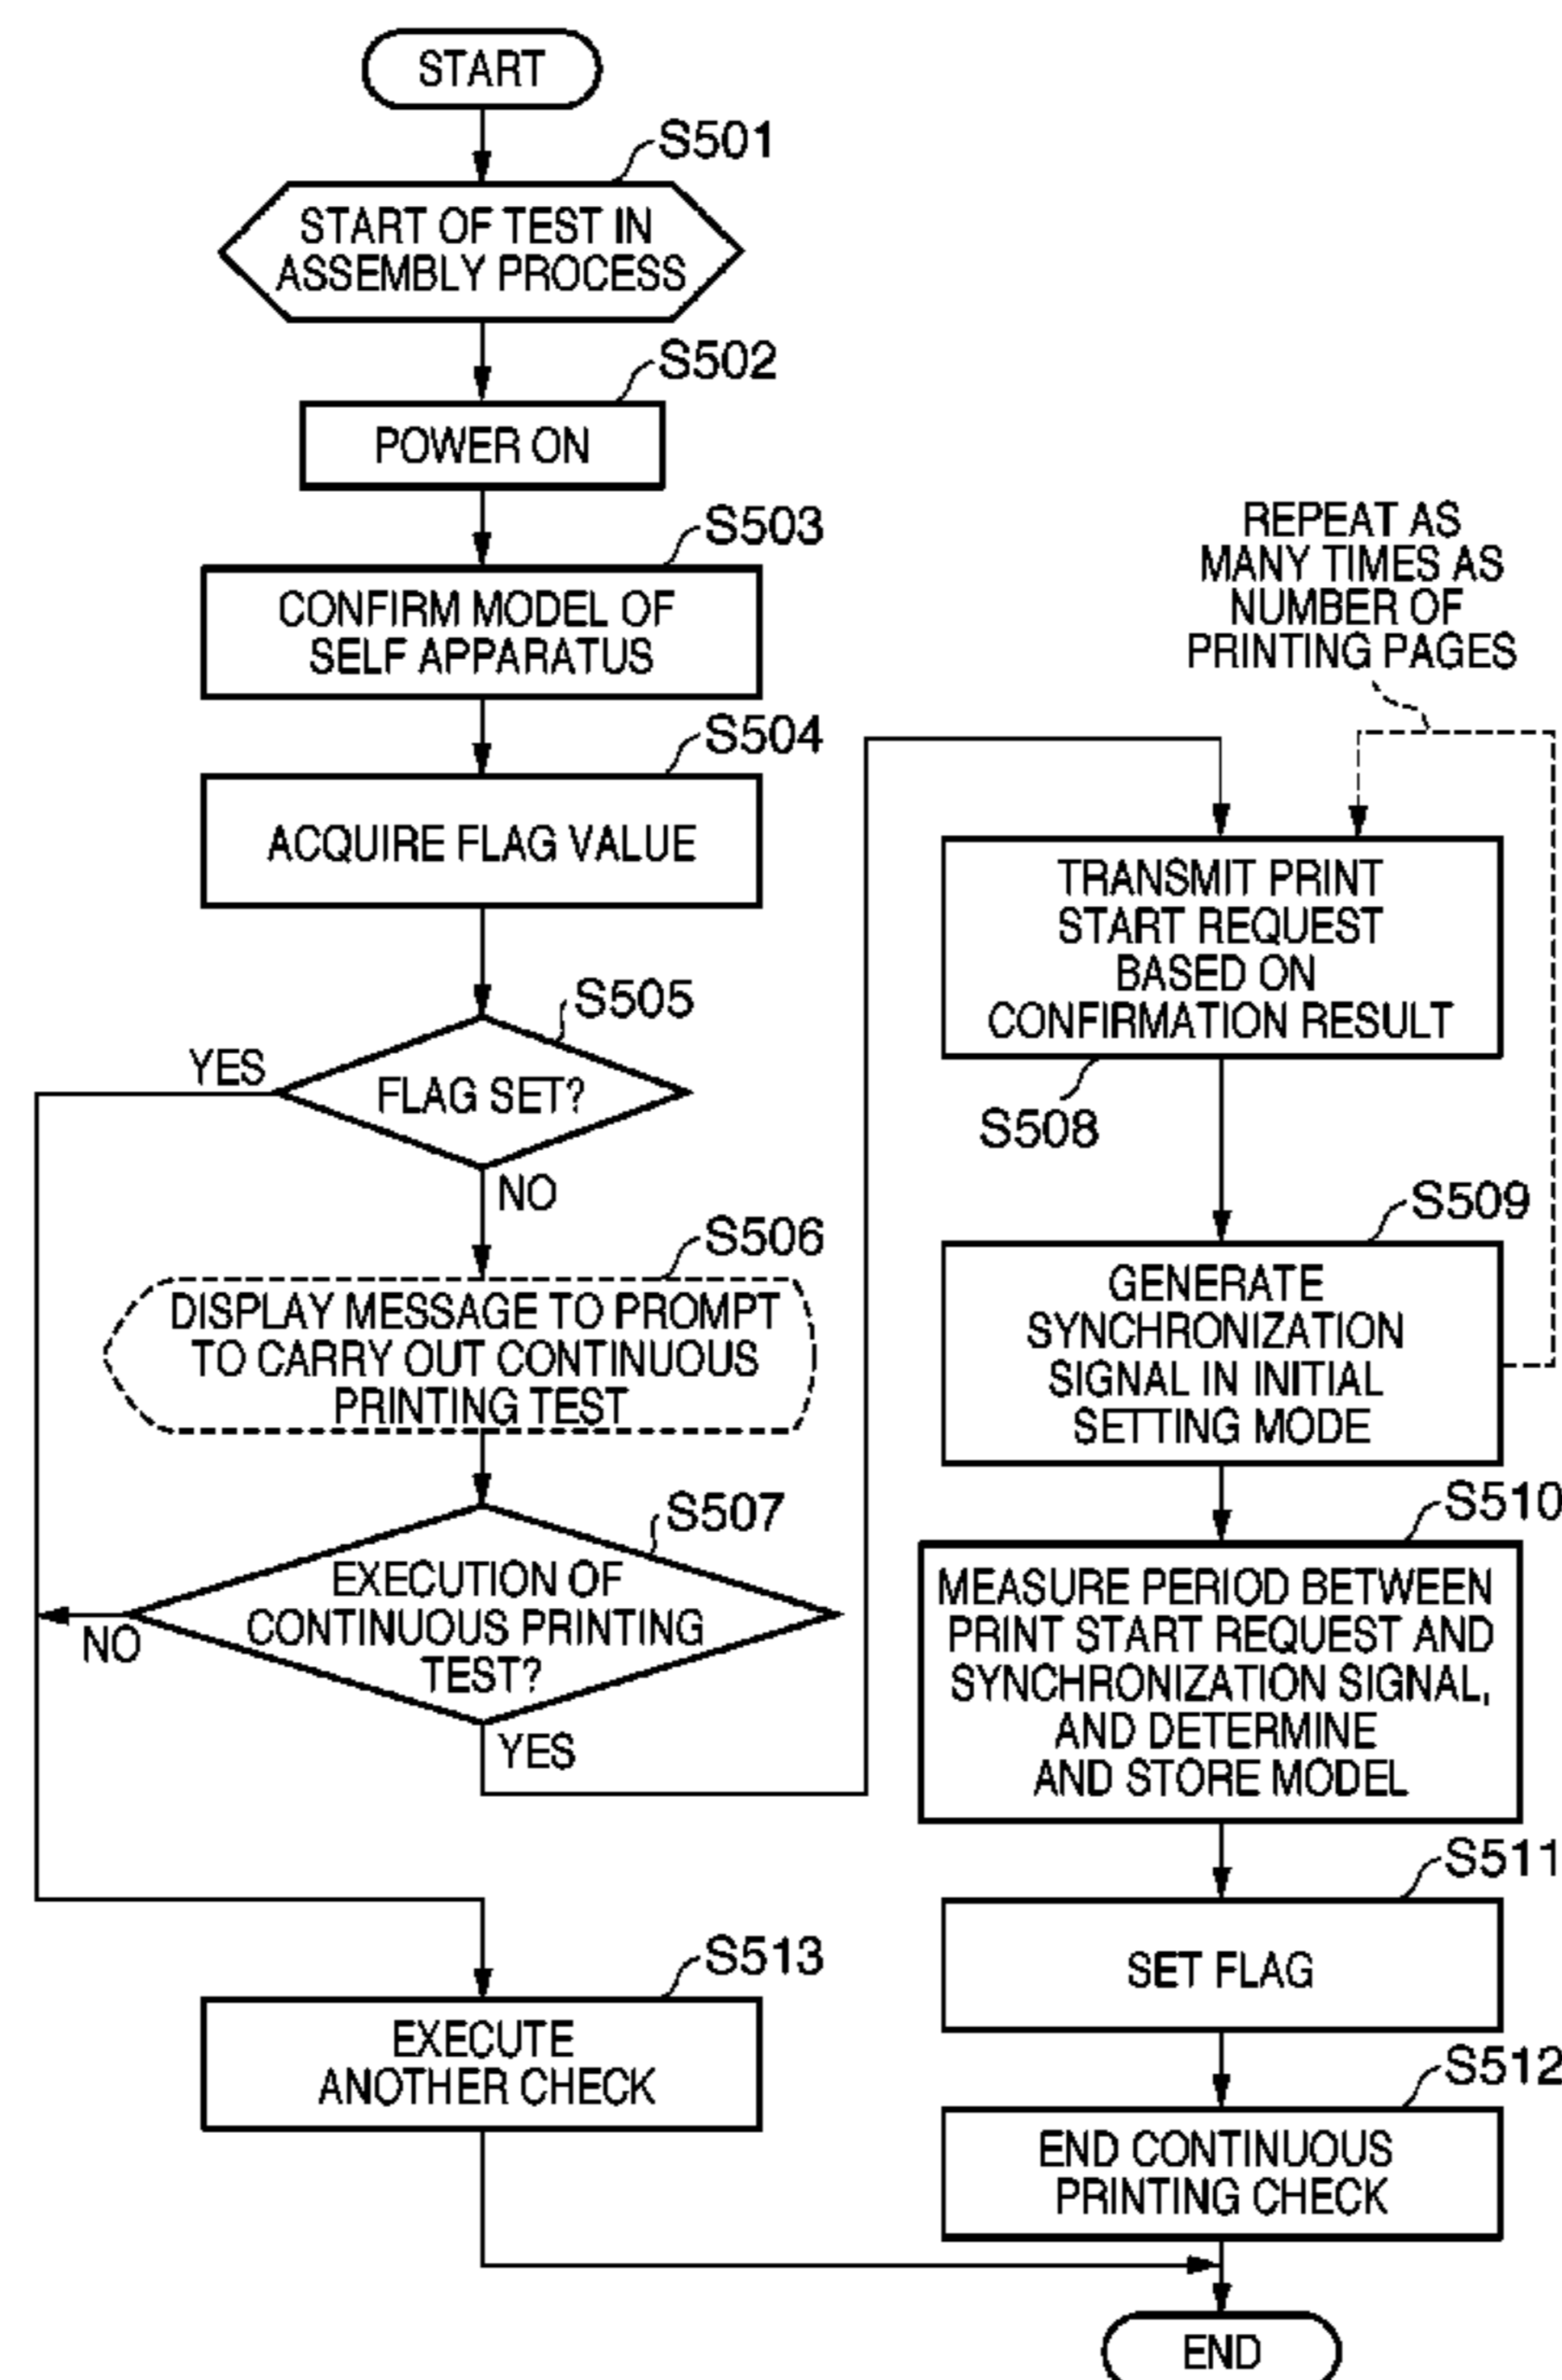 START
S501
START OF TEST IN
ASSEMBLY PROCESS
S502
POWER ON
S503
CONFIRM MODEL OF
SELF APPARATUS
S504
ACQUIRE FLAG VALUE
S505
YES
FLAG SET?
NO
S506
DISPLAY MESSAGE TO PROMPT
TO CARRY OUT CONTINUOUS
PRINTING TEST
S507
EXECUTION OF
CONTINUOUS PRINTING
TEST?
NO
YES
S513
EXECUTE
ANOTHER CHECK
REPEAT AS
MANY TIMES AS
NUMBER OF
PRINTING PAGES
TRANSMIT PRINT
START REQUEST
BASED ON
CONFIRMATION RESULT
S508
S509
GENERATE
SYNCHRONIZATION
SIGNAL IN INITIAL
SETTING MODE
S510
MEASURE PERIOD BETWEEN
PRINT START REQUEST AND
SYNCHRONIZATION SIGNAL,
AND DETERMINE
AND STORE MODEL
S511
SET FLAG
S512
END CONTINUOUS
PRINTING CHECK
END